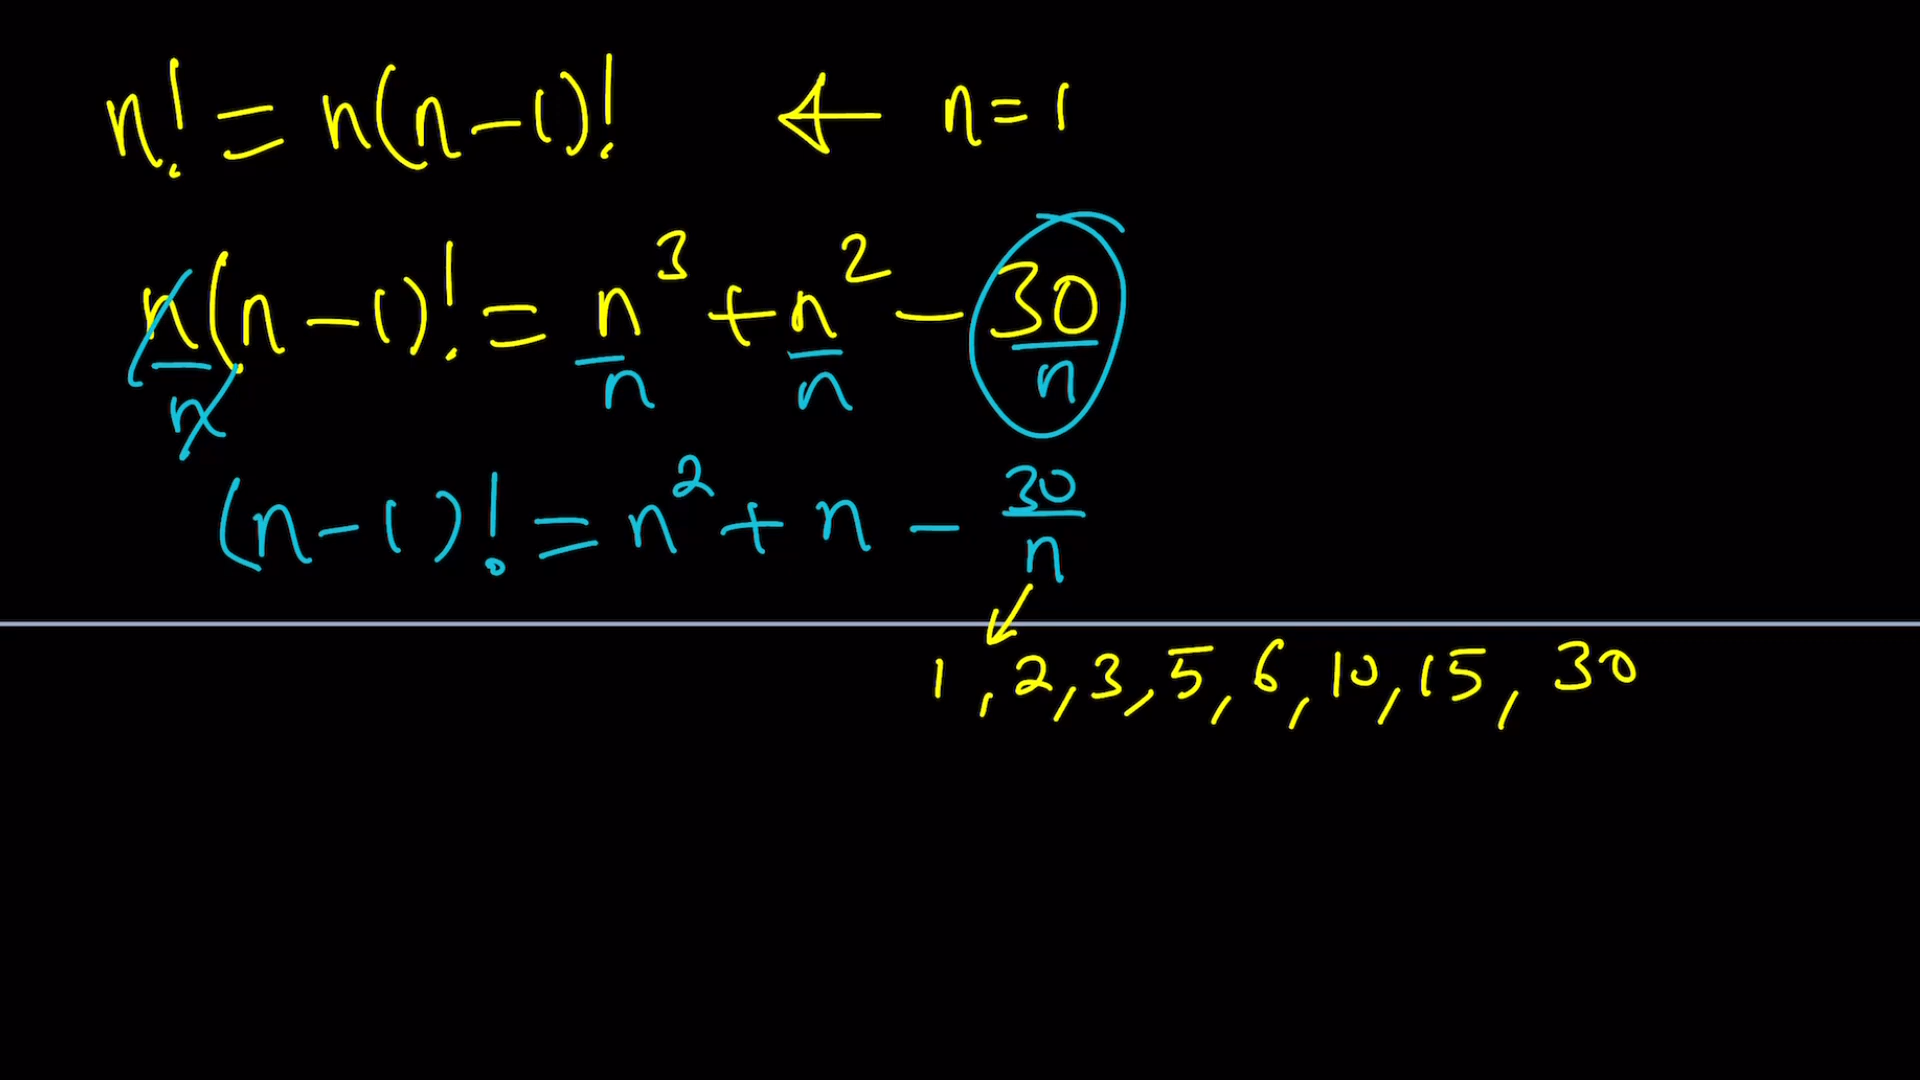 n! = n(n-1)! ← n=1
n/n (n-1)! = n³/n + n²/n - 30/n
(n-1)! = n² + n - 30/n
1, 2, 3, 5, 6, 10, 15, 30